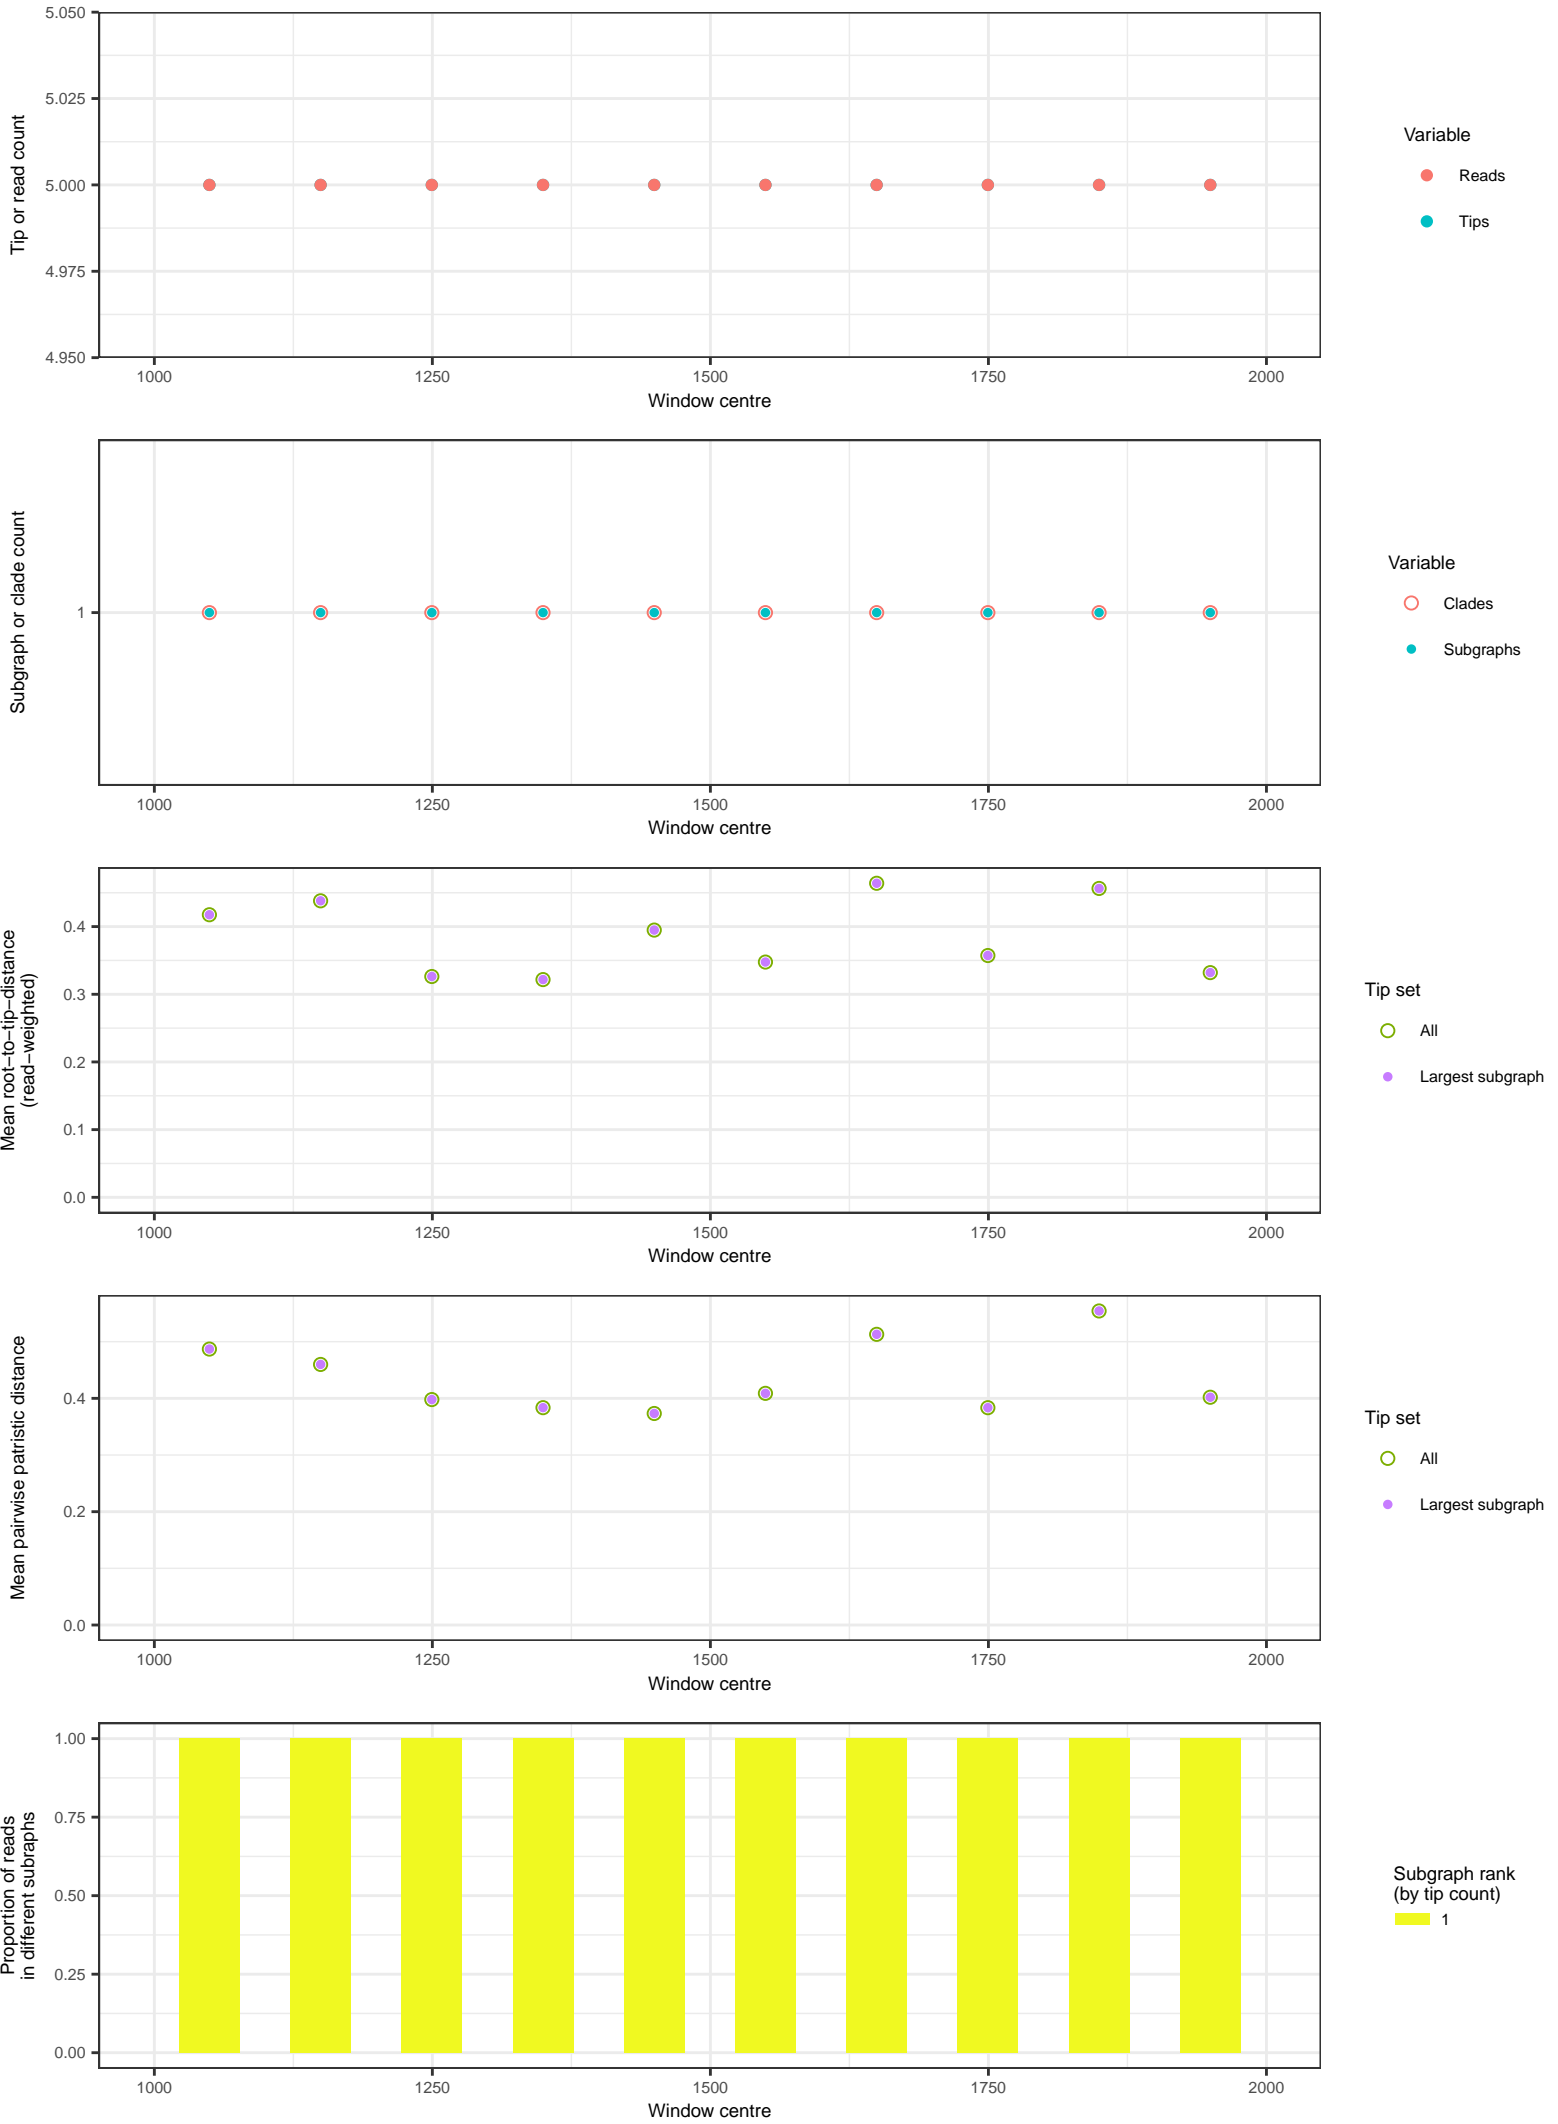 5.050
5.025
5.000
4.975
4.950
Tip or read count
1000 1250 1500 1750 2000
Window centre
Variable
Reads
Tips
Subgraph or clade count
1
1000 1250 1500 1750 2000
Window centre
Variable
Clades
Subgraphs
Mean root−to−tip−distance
(read−weighted)
0.4
0.3
0.2
0.1
0.0
1000 1250 1500 1750 2000
Window centre
Tip set
All
Largest subgraph
Mean pairwise patristic distance
0.4
0.2
0.0
1000 1250 1500 1750 2000
Window centre
Tip set
All
Largest subgraph
Proportion of reads
in different subraphs
1.00
0.75
0.50
0.25
0.00
1000 1250 1500 1750 2000
Window centre
Subgraph rank
(by tip count)
1